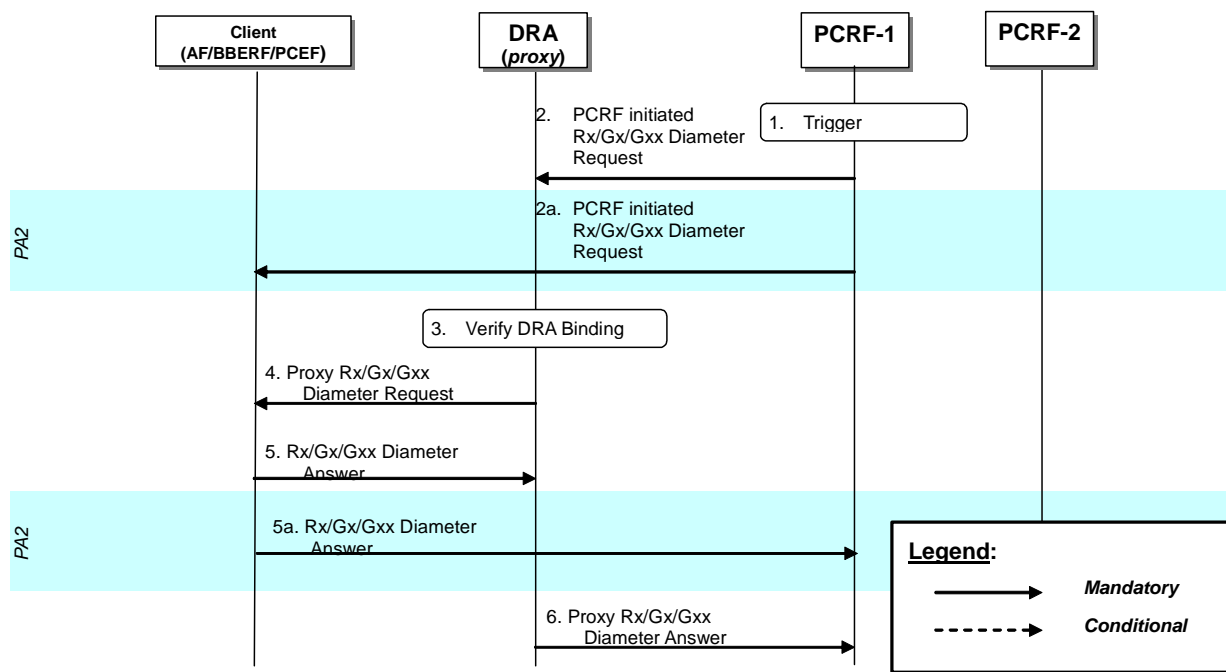 Client
(AF/BBERF/PCEF)
DRA
(proxy)
PCRF-1
PCRF-2
1. Trigger
2. PCRF initiated
Rx/Gx/Gxx Diameter
Request
PA2
2a. PCRF initiated
Rx/Gx/Gxx Diameter
Request
3. Verify DRA Binding
4. Proxy Rx/Gx/Gxx
Diameter Request
5. Rx/Gx/Gxx Diameter
Answer
PA2
5a. Rx/Gx/Gxx Diameter
Answer
6. Proxy Rx/Gx/Gxx
Diameter Answer
Legend:
Mandatory
Conditional